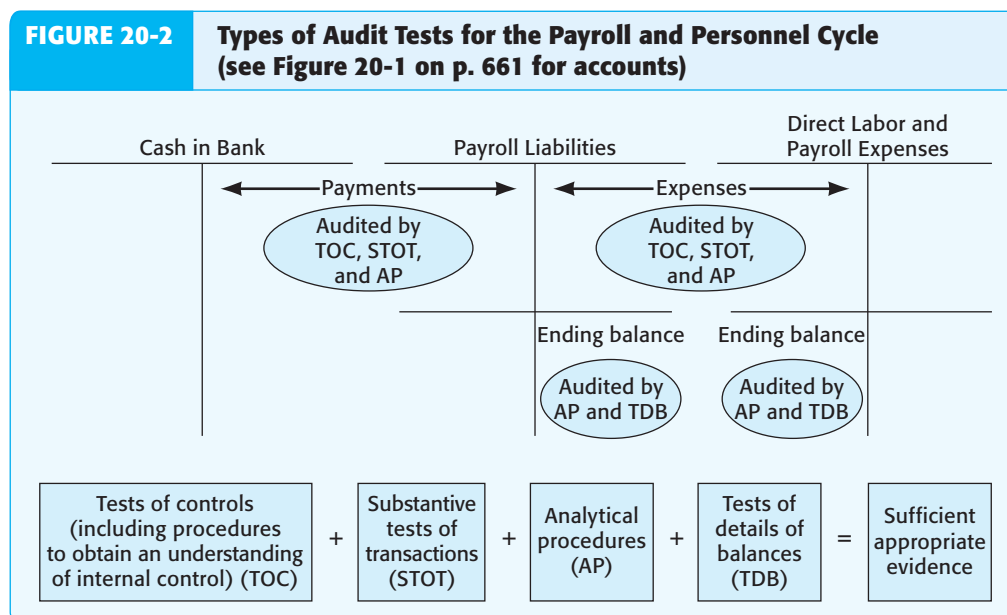 FIGURE 20-2
Types of Audit Tests for the Payroll and Personnel Cycle
(see Figure 20-1 on p. 661 for accounts)
Cash in Bank
Payroll Liabilities
Direct Labor and
Payroll Expenses
Payments
Expenses
Audited by
TOC, STOT,
and AP
Audited by
TOC, STOT,
and AP
Ending balance
Ending balance
Audited by
AP and TDB
Audited by
AP and TDB
Tests of controls
(including procedures
to obtain an understanding
of internal control) (TOC)
+
Substantive
tests of
transactions
(STOT)
+
Analytical
procedures
(AP)
+
Tests of
details of
balances
(TDB)
=
Sufficient
appropriate
evidence